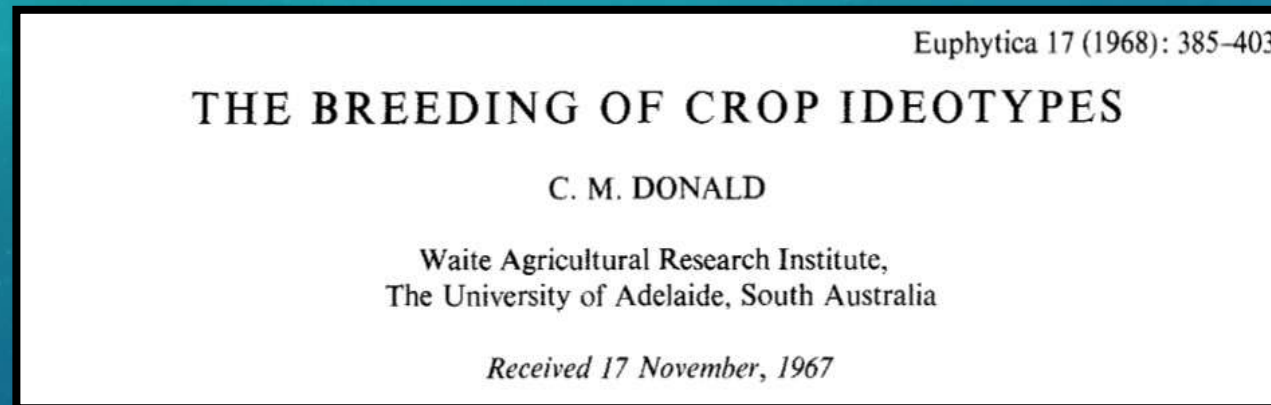 Euphytica 17 (1968): 385–403
THE BREEDING OF CROP IDEOTYPES
C. M. DONALD
Waite Agricultural Research Institute,
The University of Adelaide, South Australia
Received 17 November, 1967